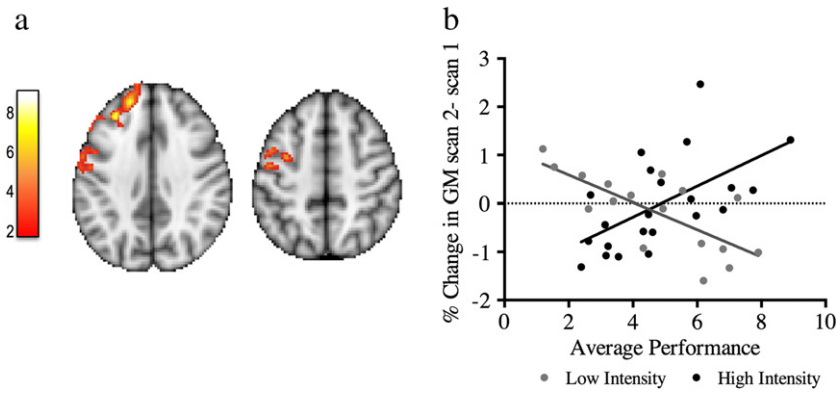 a
8
6
4
2
b
% Change in GM scan 2- scan 1
3
2
1
0
-1
-2
0 2 4 6 8 10
Average Performance
Low Intensity High Intensity